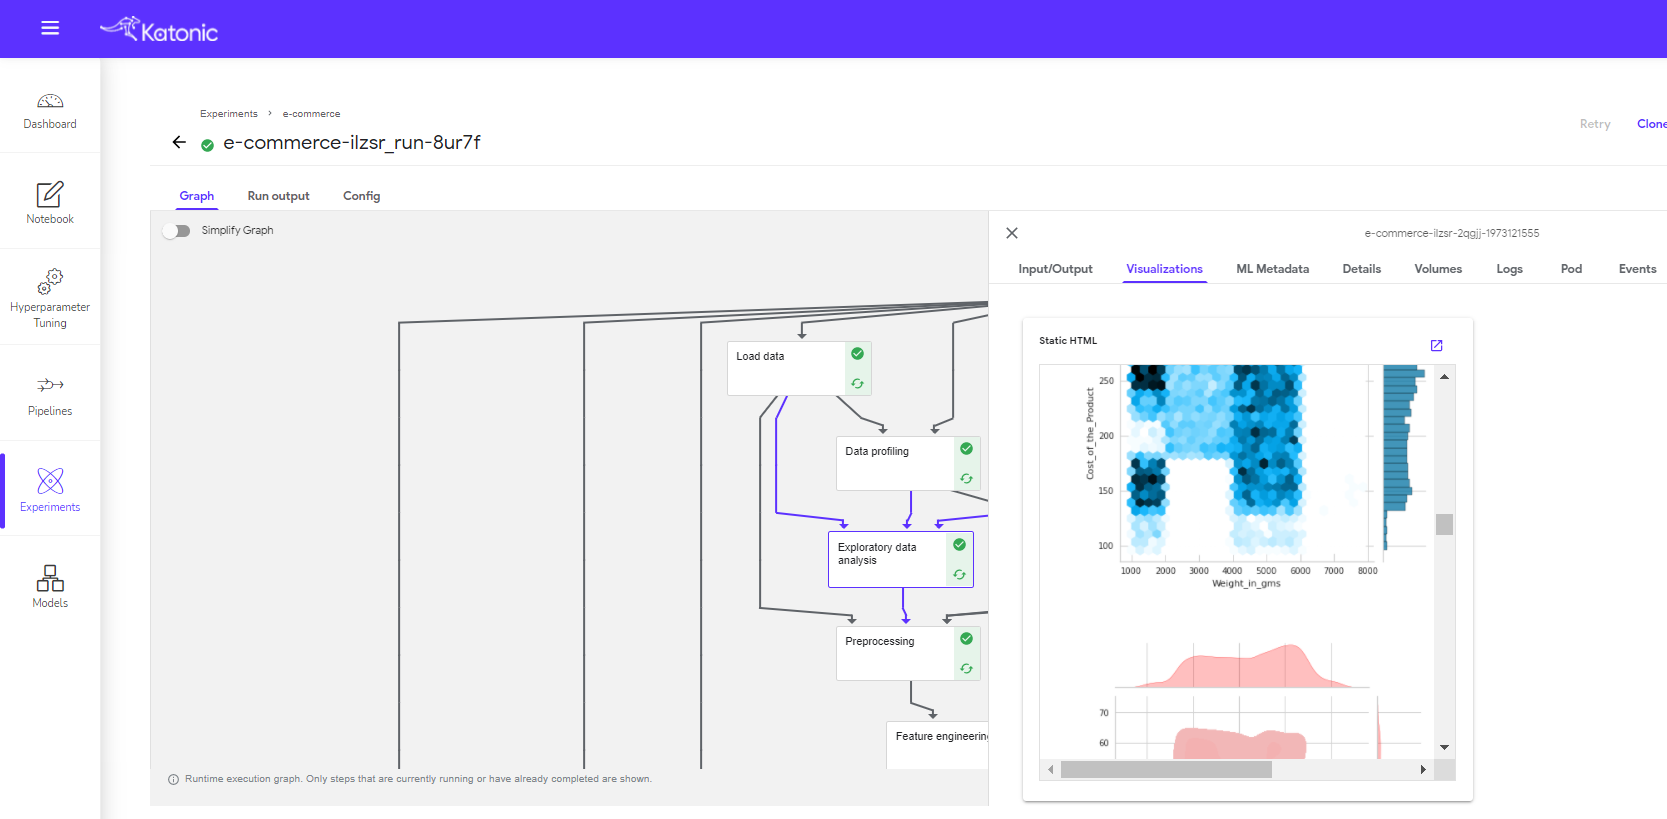 Katonic
Dashboard
Notebook
Hyperparameter
Tuning
Pipelines
Experiments
Models
Experiments > e-commerce
e-commerce-ilzsr_run-8ur7f
Retry
Clone
Graph
Run output
Config
Simplify Graph
Load data
Data profiling
Exploratory data
analysis
Preprocessing
Feature engineering
Runtime execution graph. Only steps that are currently running or have already completed are shown.
e-commerce-ilzsr-2qgjj-1973121555
Input/Output
Visualizations
ML Metadata
Details
Volumes
Logs
Pod
Events
Static HTML
Cost_of_the_Product
250
200
150
100
1000 2000 3000 4000 5000 6000 7000 8000
Weight_in_gms
70
60